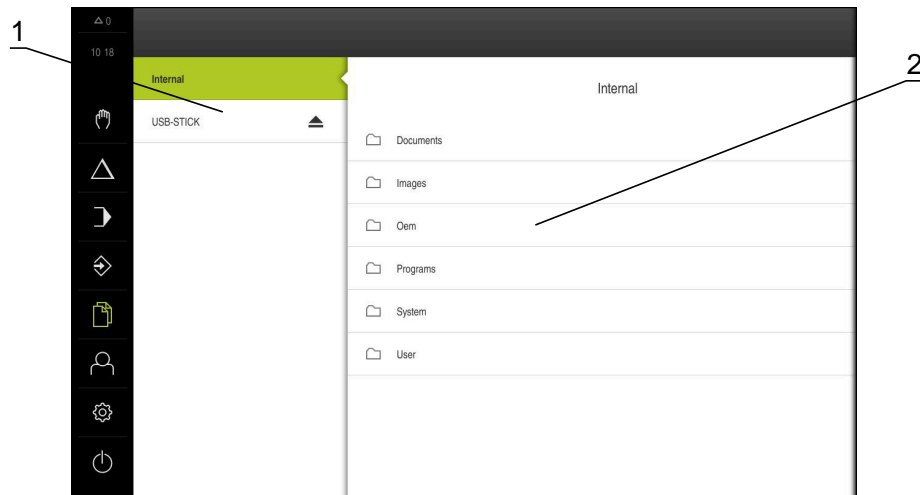 1
2
0
10 18
Internal
USB-STICK
Internal
Documents
Images
Oem
Programs
System
User